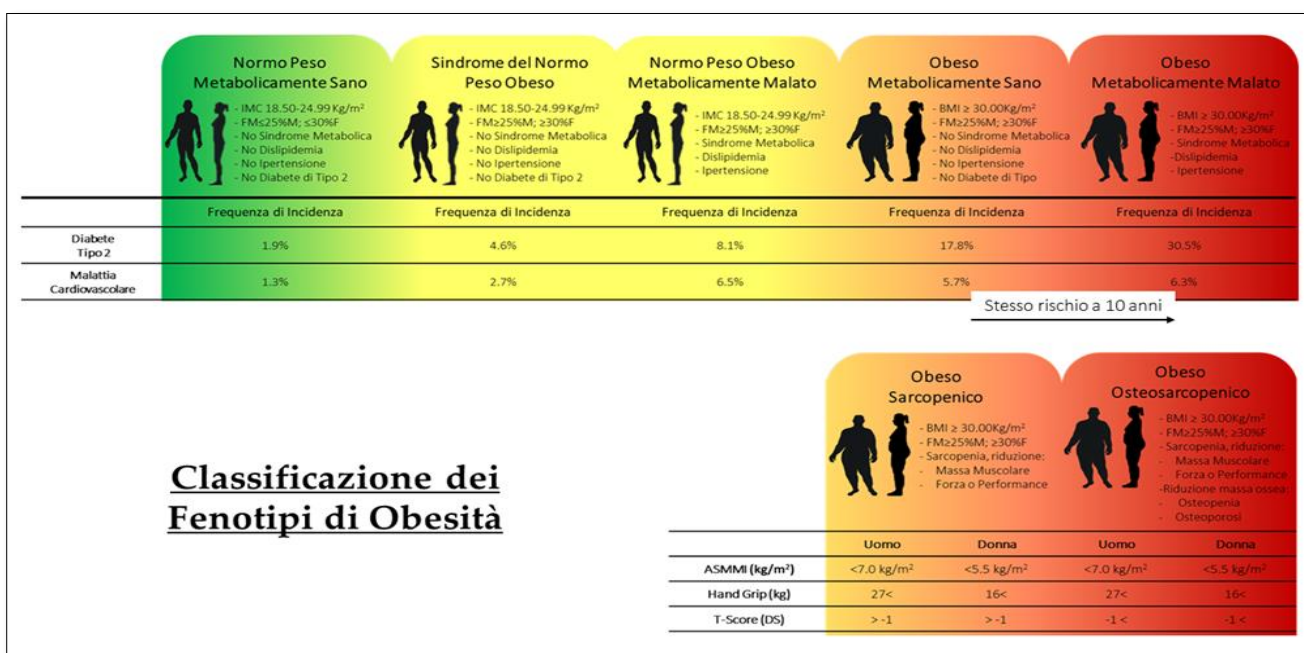 Normo Peso
Metabolicamente Sano
- IMC 18.50-24.99 Kg/m²
- FM≤25%M; ≤30%F
- No Sindrome Metabolica
- No Dislipidemia
- No Ipertensione
- No Diabete di Tipo 2
Sindrome del Normo
Peso Obeso
- IMC 18.50-24.99 Kg/m²
- FM≥25%M; ≥30%F
- No Sindrome Metabolica
- No Dislipidemia
- No Ipertensione
- No Diabete di Tipo 2
Normo Peso Obeso
Metabolicamente Malato
- IMC 18.50-24.99 Kg/m²
- FM≥25%M; ≥30%F
- Sindrome Metabolica
- Dislipidemia
- Ipertensione
Obeso
Metabolicamente Sano
- BMI ≥ 30.00Kg/m²
- FM≥25%M; ≥30%F
- No Sindrome Metabolica
- No Dislipidemia
- No Ipertensione
- No Diabete di Tipo
Obeso
Metabolicamente Malato
- BMI ≥ 30.00Kg/m²
- FM≥25%M; ≥30%F
- Sindrome Metabolica
-Dislipidemia
- Ipertensione
Frequenza di Incidenza Frequenza di Incidenza Frequenza di Incidenza Frequenza di Incidenza Frequenza di Incidenza
Diabete
Tipo 2
1.9% 4.6% 8.1% 17.8% 30.5%
Malattia
Cardiovascolare
1.3% 2.7% 6.5% 5.7% 6.3%
Stesso rischio a 10 anni
Obeso
Sarcopenico
- BMI ≥ 30.00Kg/m²
- FM≥25%M; ≥30%F
- Sarcopenia, riduzione:
- Massa Muscolare
- Forza o Performance
Obeso
Osteosarcopenico
- BMI ≥ 30.00Kg/m²
- FM≥25%M; ≥30%F
- Sarcopenia, riduzione:
- Massa Muscolare
- Forza o Performance
-Riduzione massa ossea:
- Osteopenia
- Osteoporosi
Classificazione dei
Fenotipi di Obesità
Uomo Donna Uomo Donna
ASMMI (kg/m²) <7.0 kg/m² <5.5 kg/m² <7.0 kg/m² <5.5 kg/m²
Hand Grip (kg) 27< 16< 27< 16<
T-Score (DS) > -1 > -1 -1 < -1 <